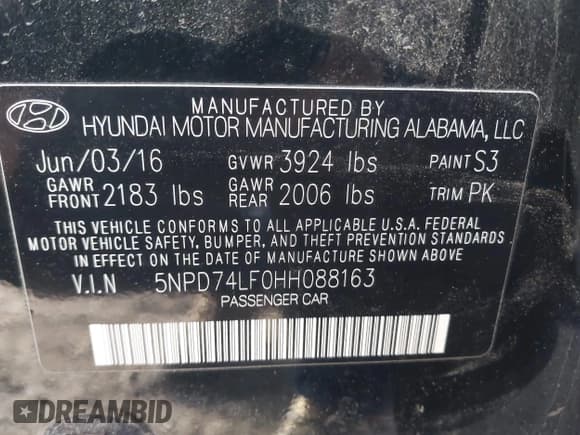 MANUFACTURED BY
HYUNDAI MOTOR MANUFACTURING ALABAMA, LLC
Jun/03/16 GVWR 3924 lbs PAINT S3
GAWR FRONT 2183 lbs GAWR REAR 2006 lbs TRIM PK
THIS VEHICLE CONFORMS TO ALL APPLICABLE U.S.A. FEDERAL
MOTOR VEHICLE SAFETY, BUMPER, AND THEFT PREVENTION STANDARDS
IN EFFECT ON THE DATE OF MANUFACTURE SHOWN ABOVE.
V.I.N 5NPD74LF0HH088163
PASSENGER CAR
DREAMBID